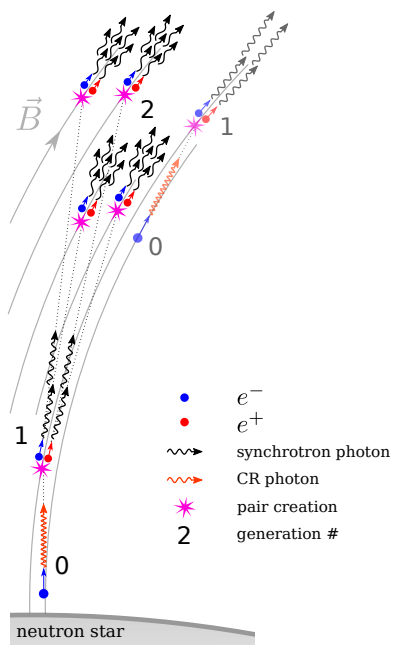 2
B⃗
1
0
1
0
e⁻
e⁺
synchrotron photon
CR photon
pair creation
2 generation #
neutron star